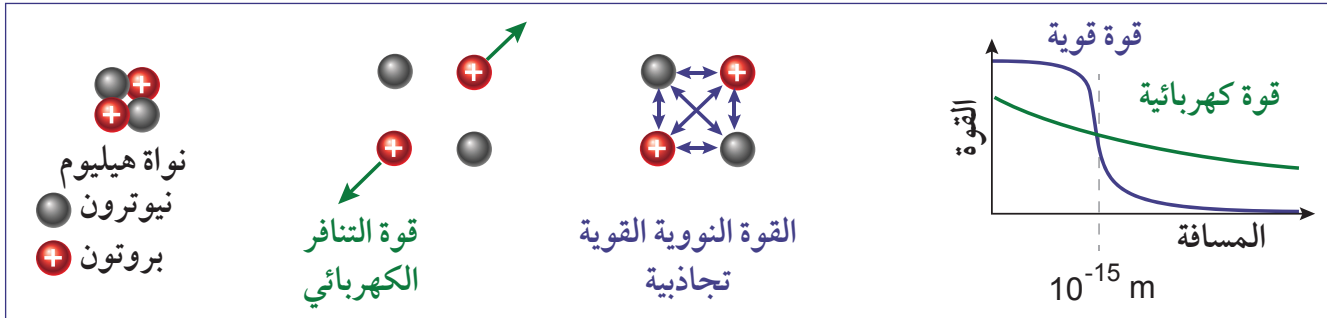 نواة هيليوم
نيوترون
+ بروتون
قوة التنافر
الكهربائي
القوة النووية القوية
تجاذبية
قوة قوية
قوة كهربائية
القوة
المسافة
10⁻¹⁵ m